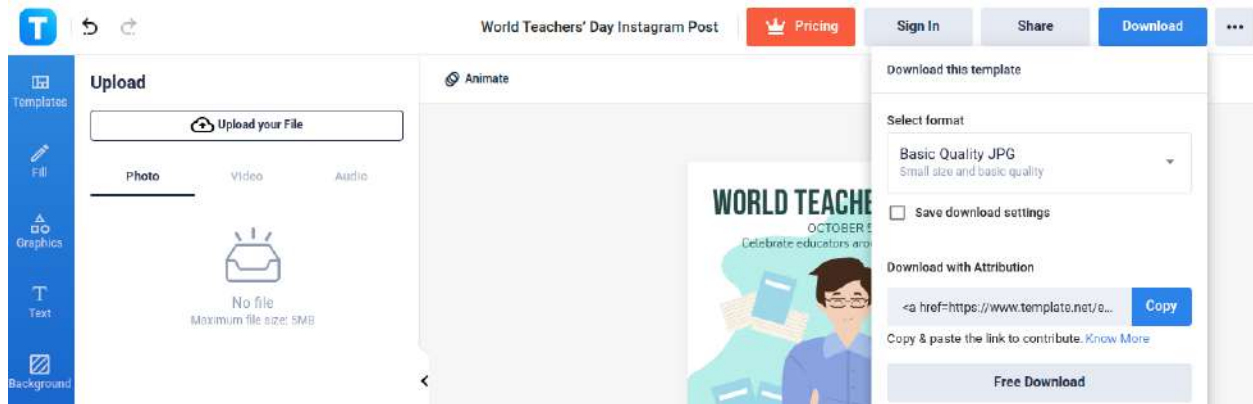 T
World Teachers' Day Instagram Post
Pricing
Sign In
Share
Download
Templates
Fill
Graphics
Text
Background
Upload
Upload your File
Photo
Video
Audio
No file
Maximum file size: 5MB
Animate
WORLD TEACHE
OCTOBER 5
Celebrate educators aro
Download this template
Select format
Basic Quality JPG
Small size and basic quality
Save download settings
Download with Attribution
<a href=https://www.template.net/e...
Copy
Copy & paste the link to contribute. Know More
Free Download